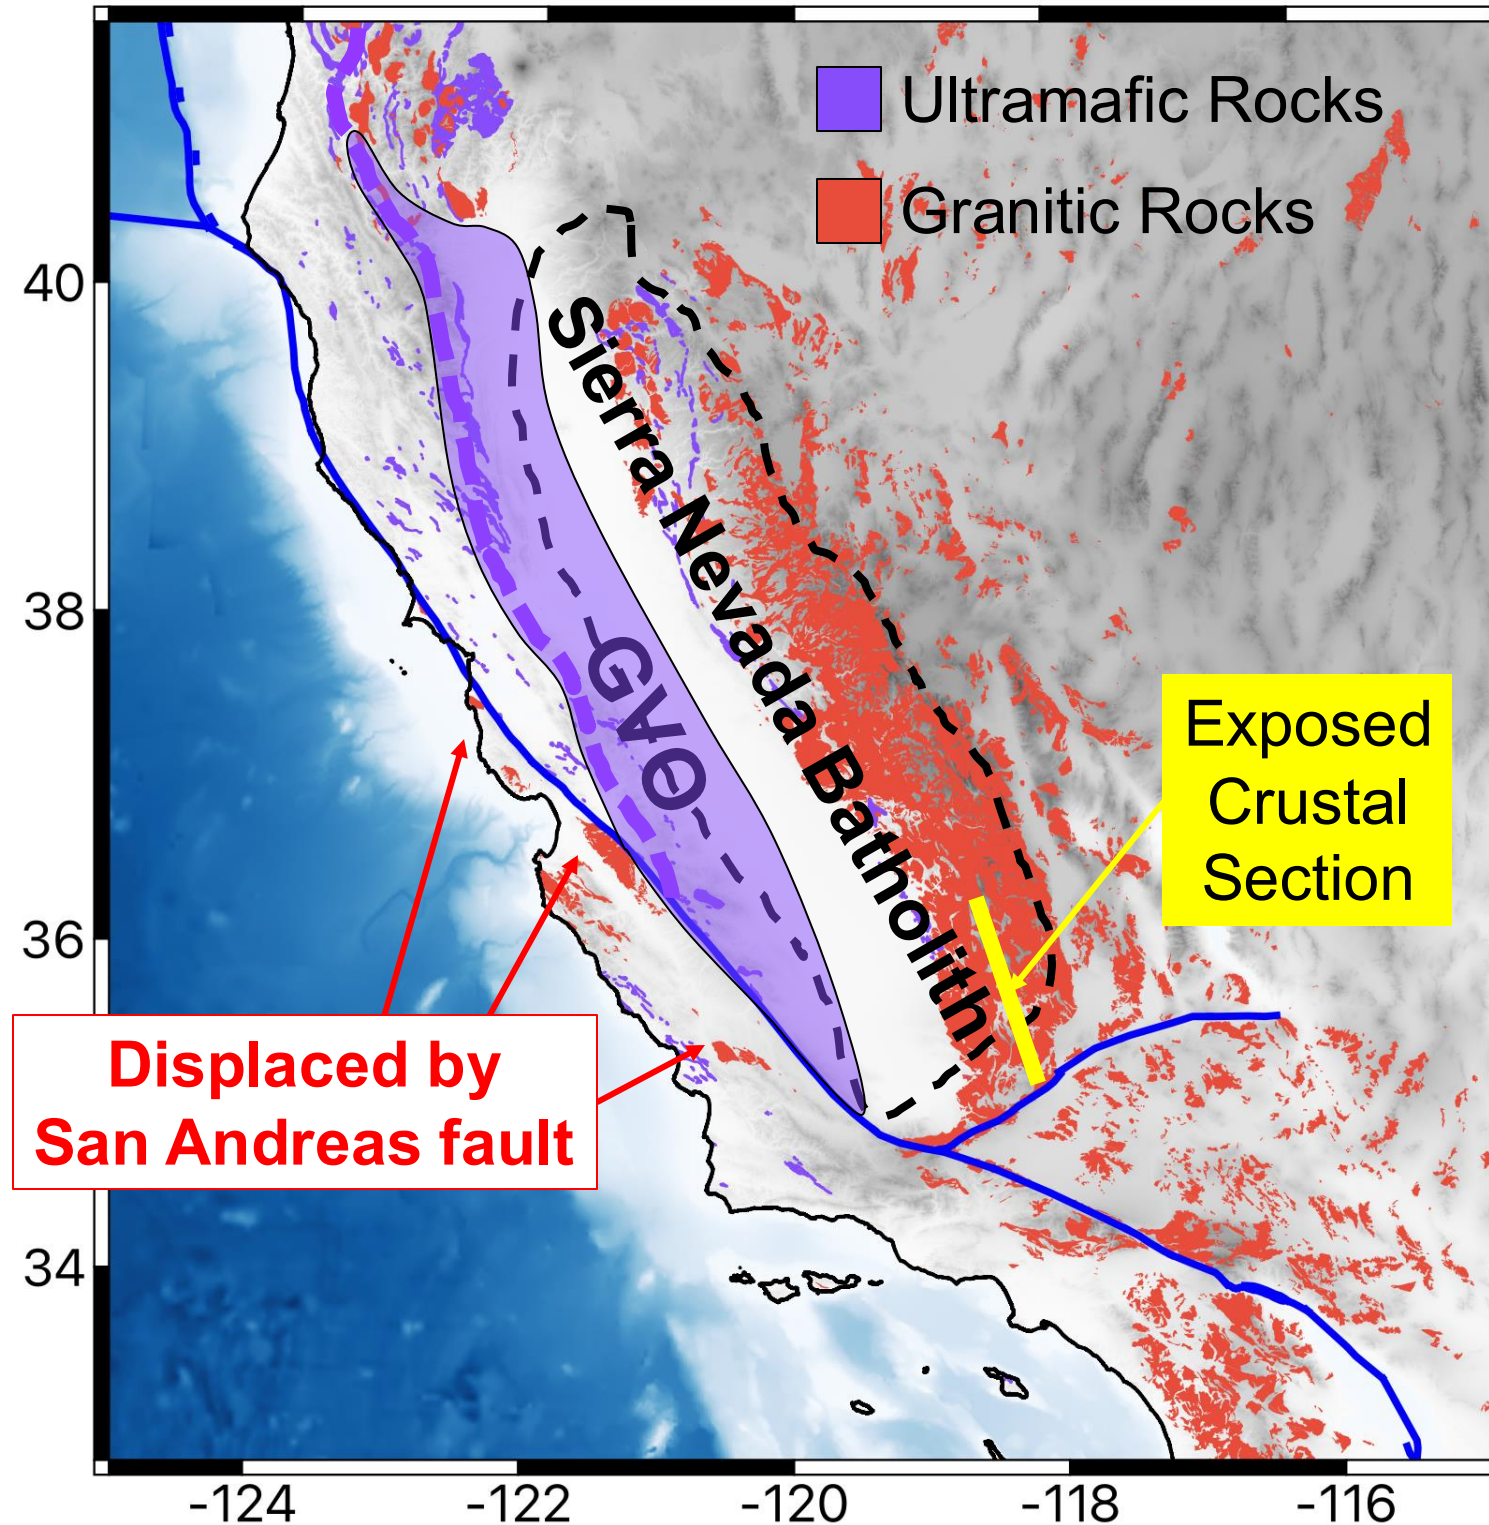 Ultramafic Rocks
Granitic Rocks
40
38
36
34
Sierra Nevada Batholith
GVO
Exposed
Crustal
Section
Displaced by
San Andreas fault
-124
-122
-120
-118
-116